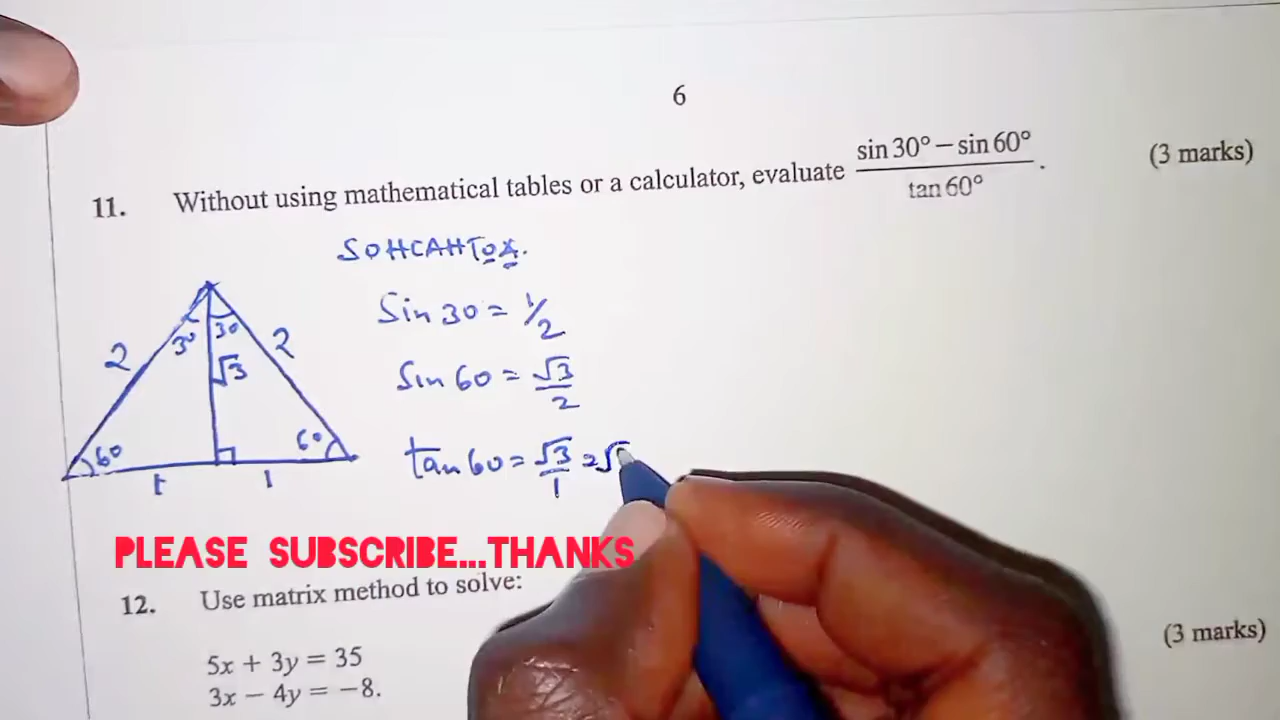 6
11. Without using mathematical tables or a calculator, evaluate (sin 30° – sin 60°)/(tan 60°). (3 marks)
SOHCAHTOA.
Sin 30 = 1/2
Sin 60 = √3/2
tan 60 = √3/1 = √
30 30
2 2
√3
60 60
1 1
PLEASE SUBSCRIBE...THANKS
12. Use matrix method to solve:
(3 marks)
5x + 3y = 35
3x – 4y = –8.